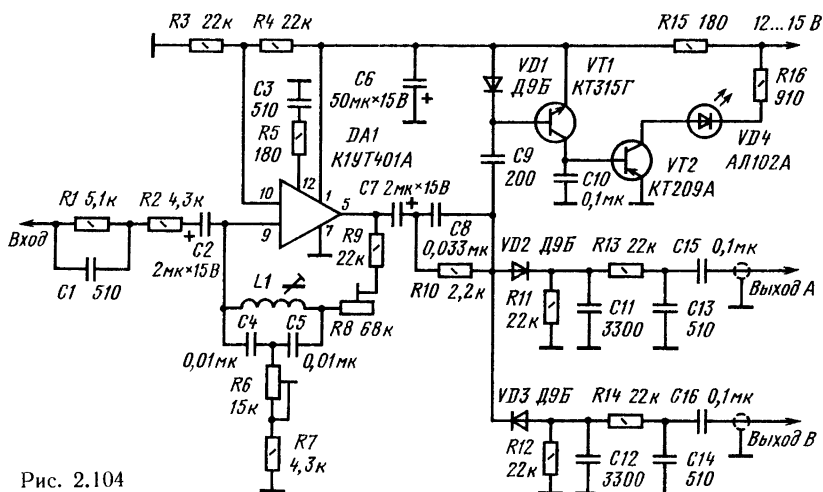 R3 22к
R4 22к
R15 180
12...15 В
C3
510
C6
50мк×15В
+
VD1
Д9Б
VT1
КТ315Г
R16
910
R5
180
DA1
К1УТ401А
VD4
АЛ102А
C9
200
VT2
КТ209А
C10
0,1мк
R1 5,1к
R2 4,3к
10
12
1
5
9
7
C7 2мк×15В
+
C8
0,033мк
Вход
+
C2
2мк×15В
C1 510
R9
22к
R10 2,2к
VD2 Д9Б
R13 22к
C15 0,1мк
Выход А
R11
22к
C11
3300
C13
510
L1
R8 68к
C4
0,01мк
C5
0,01мк
R6
15к
R7
4,3к
VD3 Д9Б
R14 22к
C16 0,1мк
Выход В
R12
22к
C12
3300
C14
510
Рис. 2.104